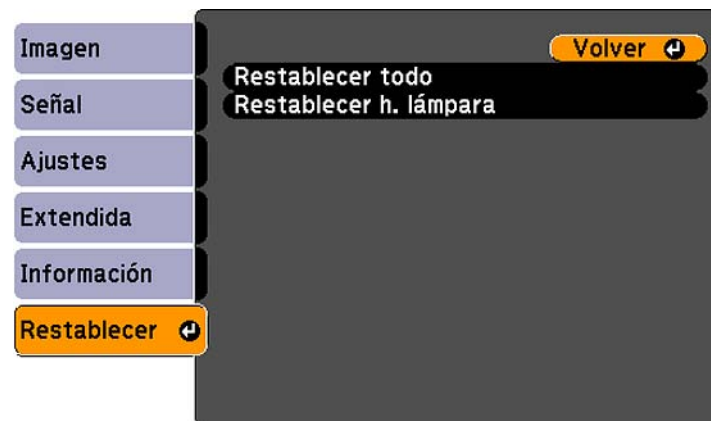 Imagen
Señal
Ajustes
Extendida
Información
Restablecer
Volver
Restablecer todo
Restablecer h. lámpara